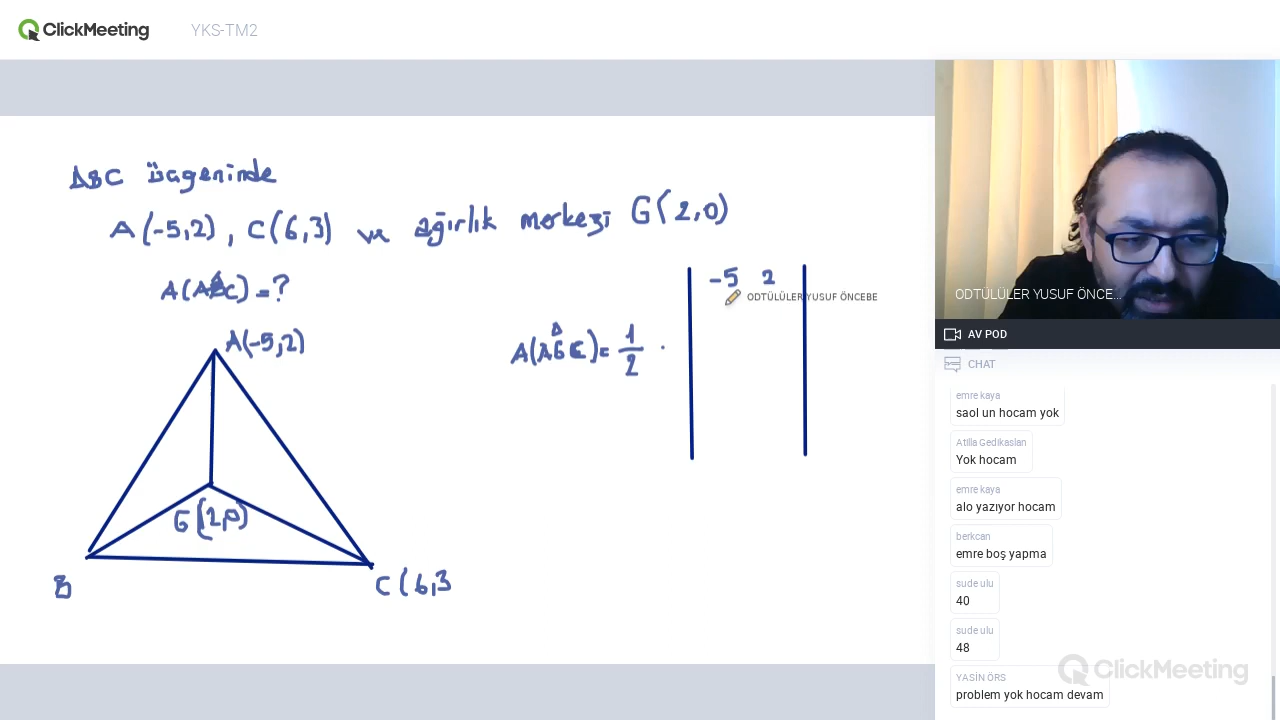 ClickMeeting
YKS-TM2
ABC üçgeninde
A(-5,2), C(6,3) ve ağırlık merkezi G(2,0)
A(ABC) = ?
A(-5,2)
G(2,0)
B
C(6,3
A(AGC) = 1/2 .
-5 2
ODTÜLÜLER YUSUF ÖNCEBE
ODTÜLÜLER YUSUF ÖNCE...
AV POD
CHAT
emre kaya
saol un hocam yok
Atilla Gedikaslan
Yok hocam
emre kaya
alo yazıyor hocam
berkcan
emre boş yapma
sude ulu
40
sude ulu
48
YASİN ÖRS
problem yok hocam devam
ClickMeeting